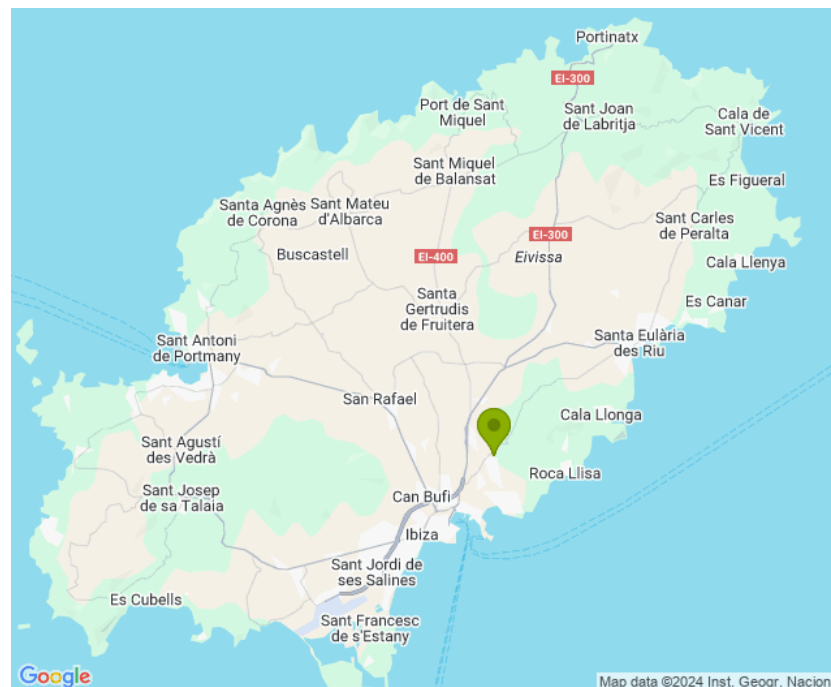 Portinatx
EI-300
Port de Sant
Miquel
Sant Joan
de Labritja
Cala de
Sant Vicent
Sant Miquel
de Balansat
Es Figueral
Santa Agnès
de Corona
Sant Mateu
d'Albarca
Sant Carles
de Peralta
EI-300
Buscastell
EI-400
Eivissa
Cala Llenya
Santa
Gertrudis
de Fruitera
Es Canar
Sant Antoni
de Portmany
Santa Eulària
des Riu
San Rafael
Cala Llonga
Sant Agustí
des Vedrà
Roca Llisa
Sant Josep
de sa Talaia
Can Bufi
Ibiza
Sant Jordi de
ses Salines
Es Cubells
Sant Francesc
de s'Estany
Google
Map data ©2024 Inst. Geogr. Nacion